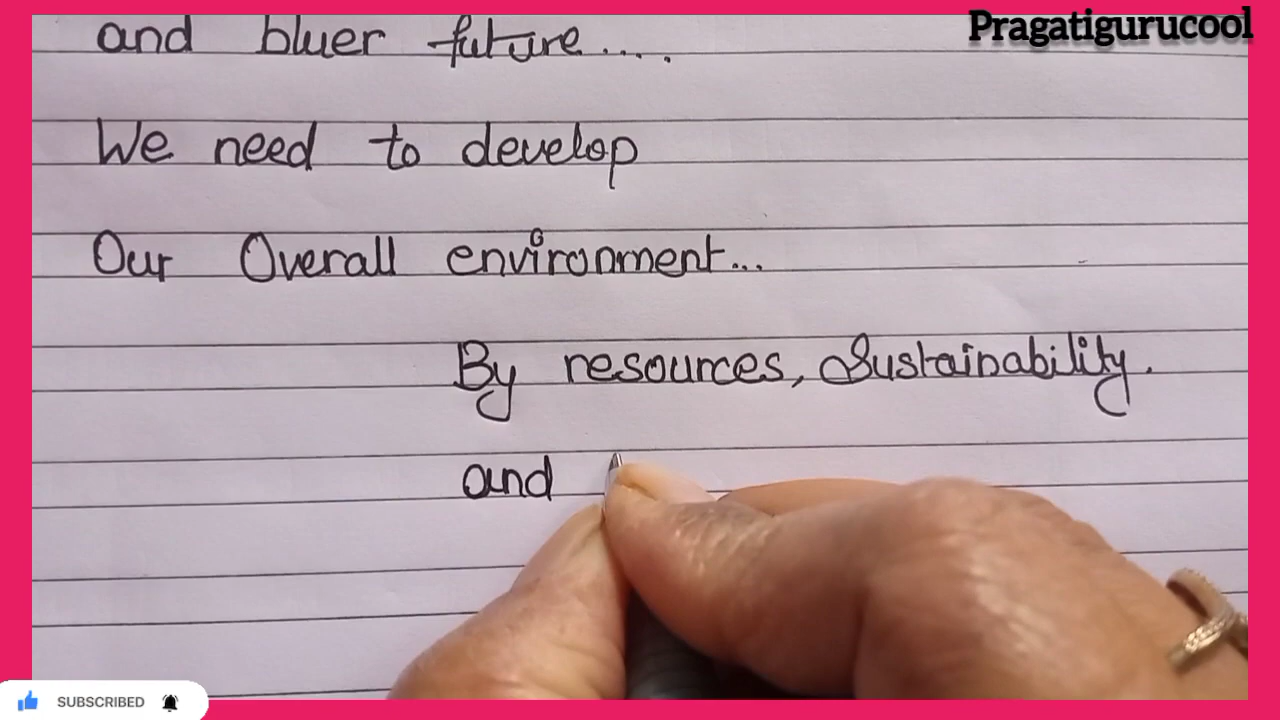 Pragatigurucool
and bluer future....
We need to develop
Our Overall environment...
By resources, Sustainability.
and
SUBSCRIBED